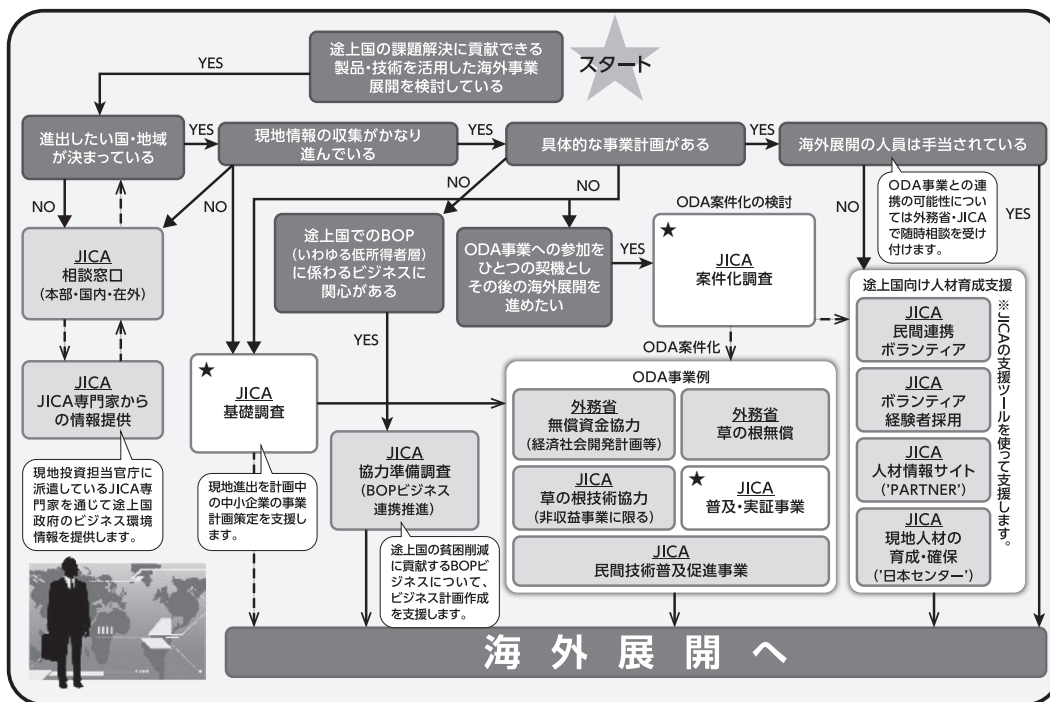 途上国の課題解決に貢献できる
製品・技術を活用した海外事業
展開を検討している
スタート
YES
進出したい国・地域
が決まっている
YES
現地情報の収集がかなり
進んでいる
YES
具体的な事業計画がある
YES
海外展開の人員は手当されている
NO
NO
NO
NO
NO
YES
ODA事業との連
携の可能性につい
ては外務省・JICA
で随時相談を受け
付けます。
JICA
相談窓口
(本部・国内・在外)
途上国でのBOP
(いわゆる低所得者層)
に係わるビジネスに
関心がある
YES
ODA事業への参加を
ひとつの契機とし
その後の海外展開を
進めたい
YES
ODA案件化の検討
★
JICA
案件化調査
ODA案件化
JICA
JICA専門家から
の情報提供
現地投資担当官庁に
派遣しているJICA専
門家を通じて途上国
政府のビジネス環境
情報を提供します。
★
JICA
基礎調査
現地進出を計画中
の中小企業の事業
計画策定を支援し
ます。
JICA
協力準備調査
(BOPビジネス
連携推進)
途上国の貧困削減
に貢献するBOPビ
ジネスについて、
ビジネス計画作成
を支援します。
ODA事業例
外務省
無償資金協力
(経済社会開発計画等)
外務省
草の根無償
JICA
草の根技術協力
(非収益事業に限る)
★
JICA
普及・実証事業
JICA
民間技術普及促進事業
途上国向け人材育成支援
JICA
民間連携
ボランティア
JICA
ボランティア
経験者採用
JICA
人材情報サイト
('PARTNER')
JICA
現地人材の
育成・確保
('日本センター')
※JICAの支援ツールを使って支援します。
海外展開へ